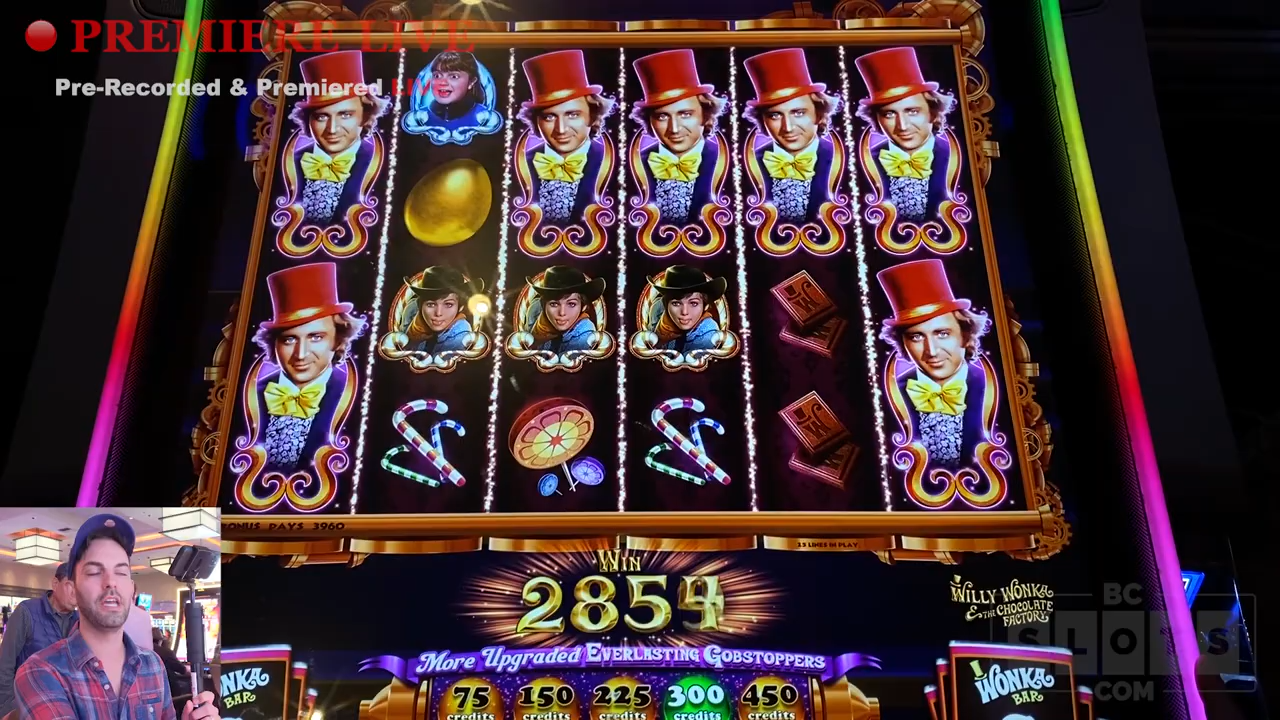 PREMIERE LIVE
Pre-Recorded & Premiered LIVE
BONUS PAYS 3960
25 LINES IN PLAY
WIN
2854
WILLY WONKA
& THE CHOCOLATE
FACTORY
BC
SLOTS
.COM
MORE UPGRADED EVERLASTING GOBSTOPPERS
75 150 225 300 450
credits credits credits credits credits
WONKA
BAR
WONKA
BAR